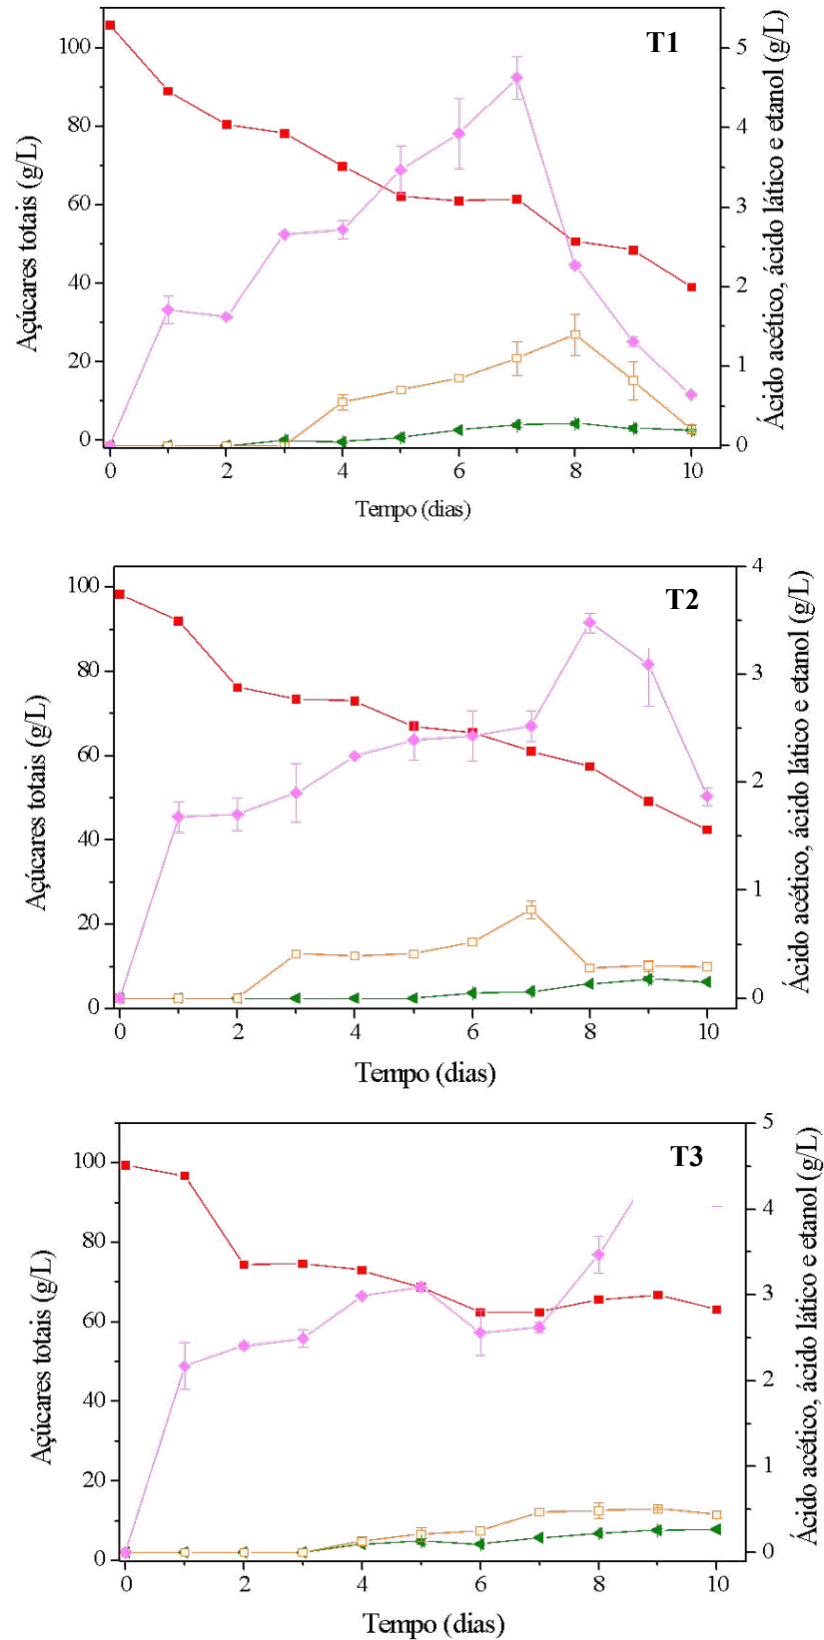 T1
Açúcares totais (g/L)
100
80
60
40
20
0
5
4
3
2
1
0
Ácido acético, ácido lático e etanol (g/L)
0 2 4 6 8 10
Tempo (dias)
T2
Açúcares totais (g/L)
100
80
60
40
20
0
4
3
2
1
0
Ácido acético, ácido lático e etanol (g/L)
0 2 4 6 8 10
Tempo (dias)
T3
Açúcares totais (g/L)
100
80
60
40
20
0
5
4
3
2
1
0
Ácido acético, ácido lático e etanol (g/L)
0 2 4 6 8 10
Tempo (dias)